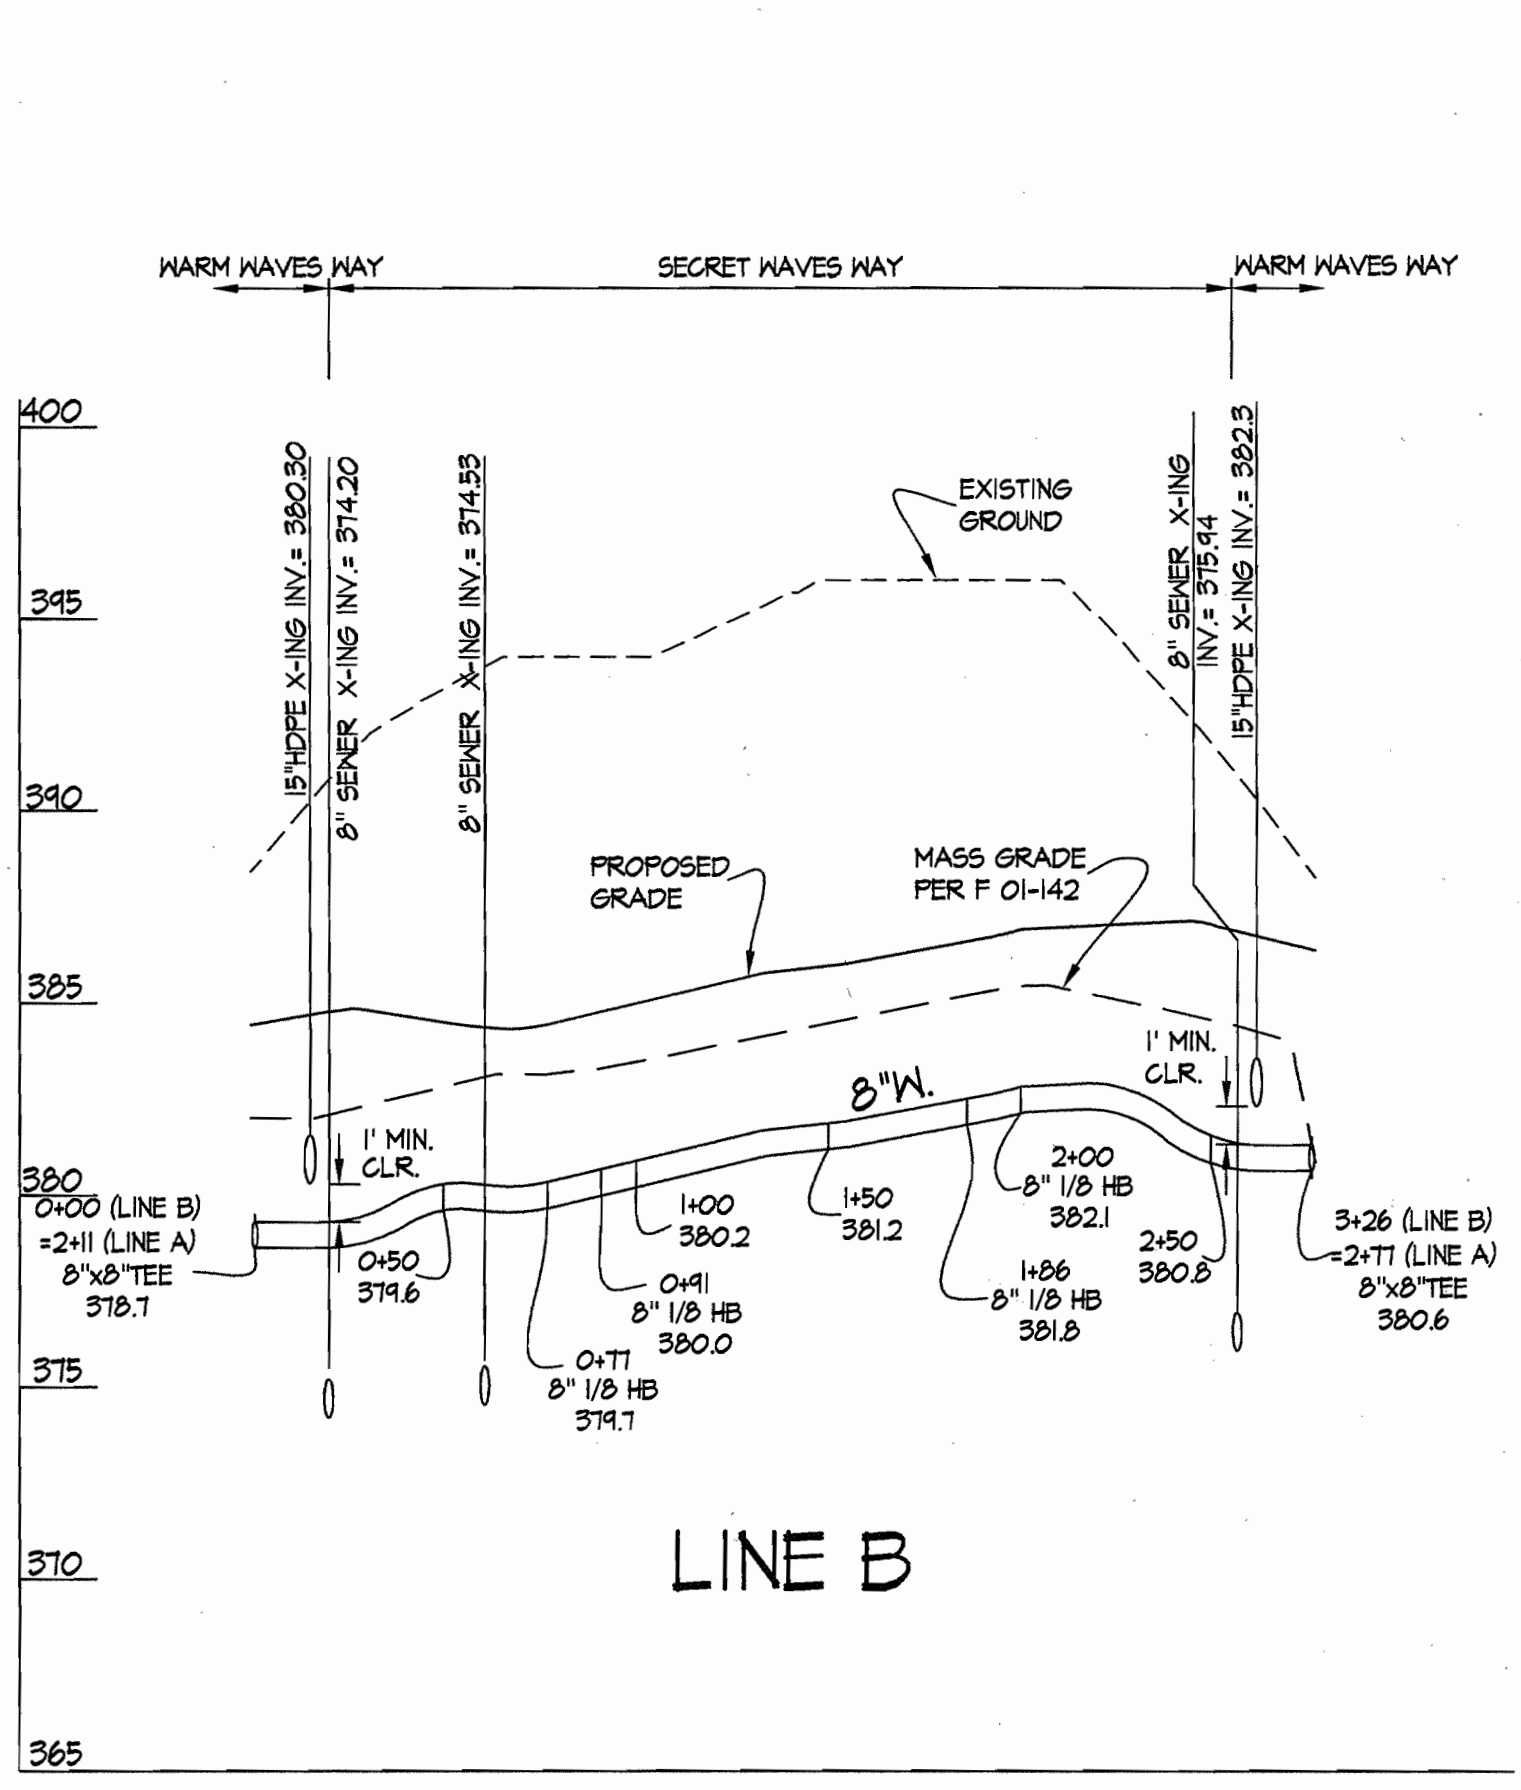 WARM WAVES WAY
SECRET WAVES WAY
WARM WAVES WAY
400
395
390
385
380
375
370
365
15"HDPE X-ING INV.= 380.30
8" SEWER X-ING INV.= 374.20
8" SEWER X-ING INV.= 374.53
8" SEWER X-ING
INV.= 375.94
15"HDPE X-ING INV.= 382.3
EXISTING
GROUND
PROPOSED
GRADE
MASS GRADE
PER F 01-142
1' MIN.
CLR.
8"W.
1' MIN.
CLR.
0+00 (LINE B)
=2+11 (LINE A)
8"x8"TEE
378.7
0+50
379.6
0+77
8" 1/8 HB
379.7
0+91
8" 1/8 HB
380.0
1+00
380.2
1+50
381.2
1+86
8" 1/8 HB
381.8
2+00
8" 1/8 HB
382.1
2+50
380.8
3+26 (LINE B)
=2+77 (LINE A)
8"x8"TEE
380.6
LINE B